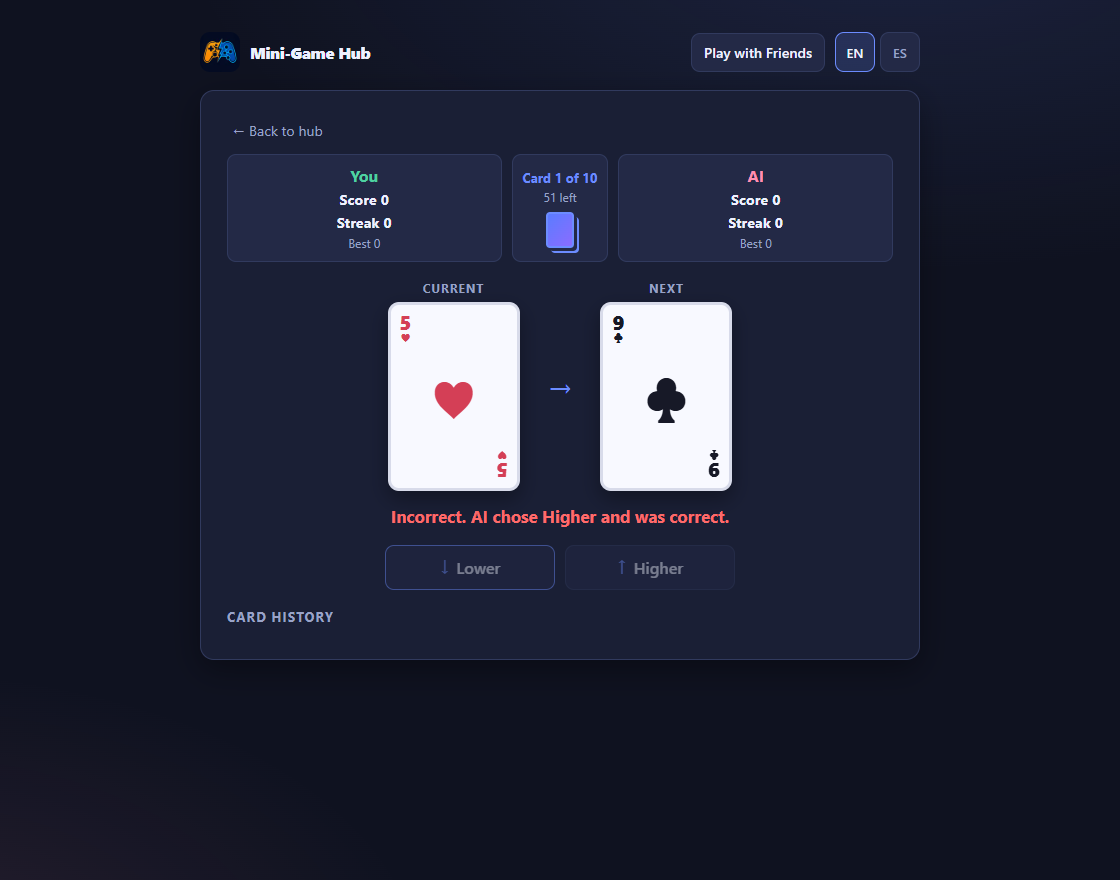 Mini-Game Hub
Play with Friends
EN
ES
← Back to hub
You
Score 0
Streak 0
Best 0
Card 1 of 10
51 left
AI
Score 0
Streak 0
Best 0
CURRENT
NEXT
5
5
→
9
9
Incorrect. AI chose Higher and was correct.
↓ Lower
↑ Higher
CARD HISTORY